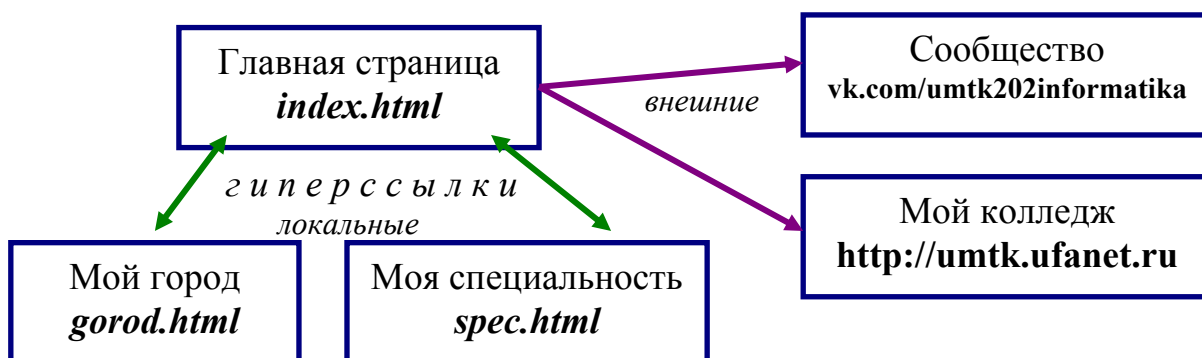 Главная страница
index.html
Сообщество
vk.com/umtk202informatika
внешние
гиперссылки
локальные
Мой колледж
http://umtk.ufanet.ru
Мой город
gorod.html
Моя специальность
spec.html